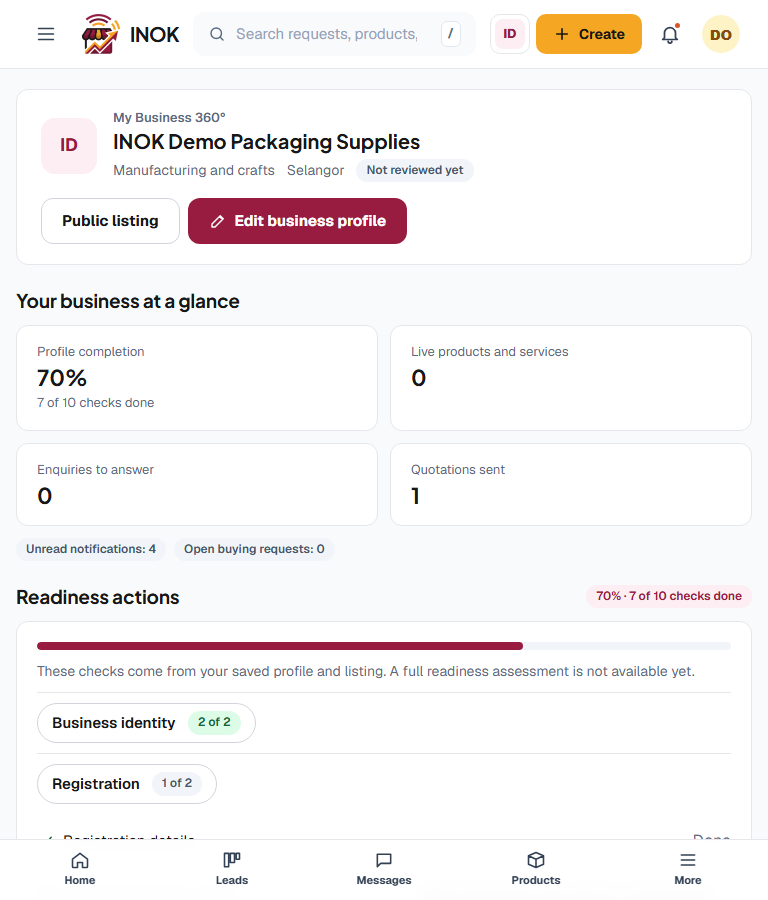 INOK
Search requests, products,
/
ID
Create
DO
ID
My Business 360°
INOK Demo Packaging Supplies
Manufacturing and crafts Selangor Not reviewed yet
Public listing
Edit business profile
Your business at a glance
Profile completion
70%
7 of 10 checks done
Live products and services
0
Enquiries to answer
0
Quotations sent
1
Unread notifications: 4
Open buying requests: 0
Readiness actions
70% · 7 of 10 checks done
These checks come from your saved profile and listing. A full readiness assessment is not available yet.
Business identity 2 of 2
Registration 1 of 2
Registration details Done
Home
Leads
Messages
Products
More